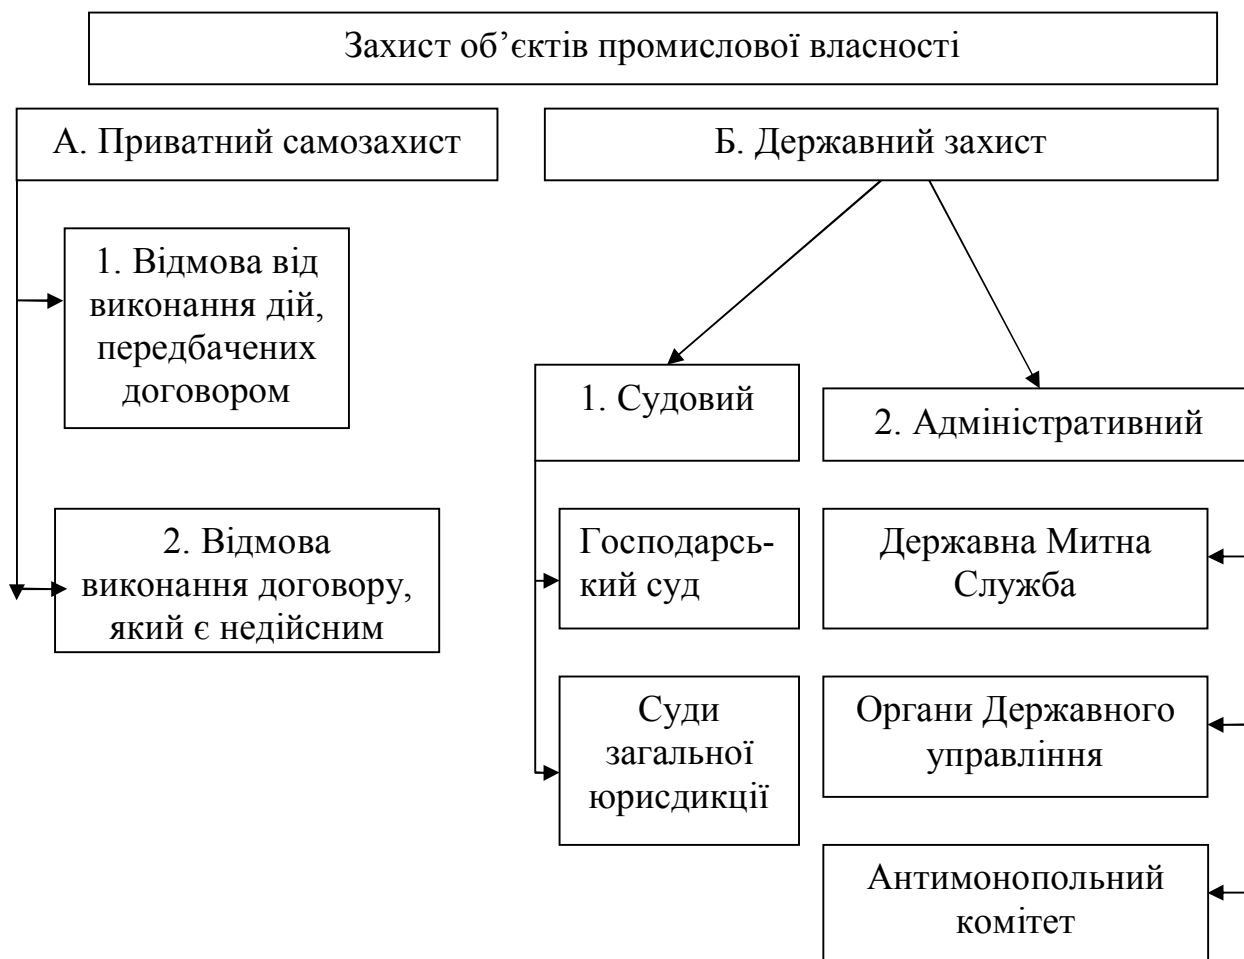 Захист об’єктів промислової власності
А. Приватний самозахист
Б. Державний захист
1. Відмова від
виконання дій,
передбачених
договором
2. Відмова
виконання договору,
який є недійсним
1. Судовий
Господарсь-
кий суд
Суди
загальної
юрисдикції
2. Адміністративний
Державна Митна
Служба
Органи Державного
управління
Антимонопольний
комітет